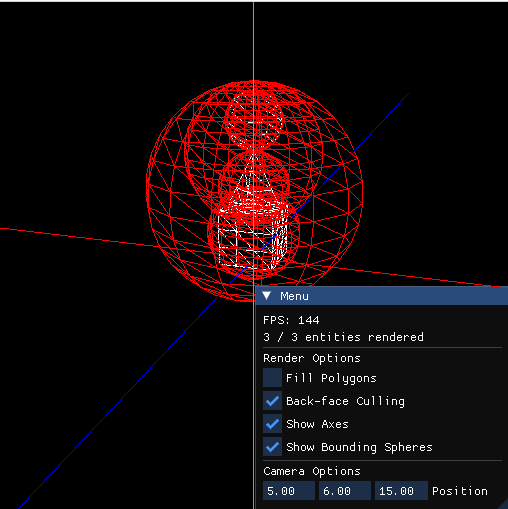 Menu
FPS: 144
3 / 3 entities rendered
Render Options
Fill Polygons
Back-face Culling
Show Axes
Show Bounding Spheres
Camera Options
5.00 6.00 15.00 Position